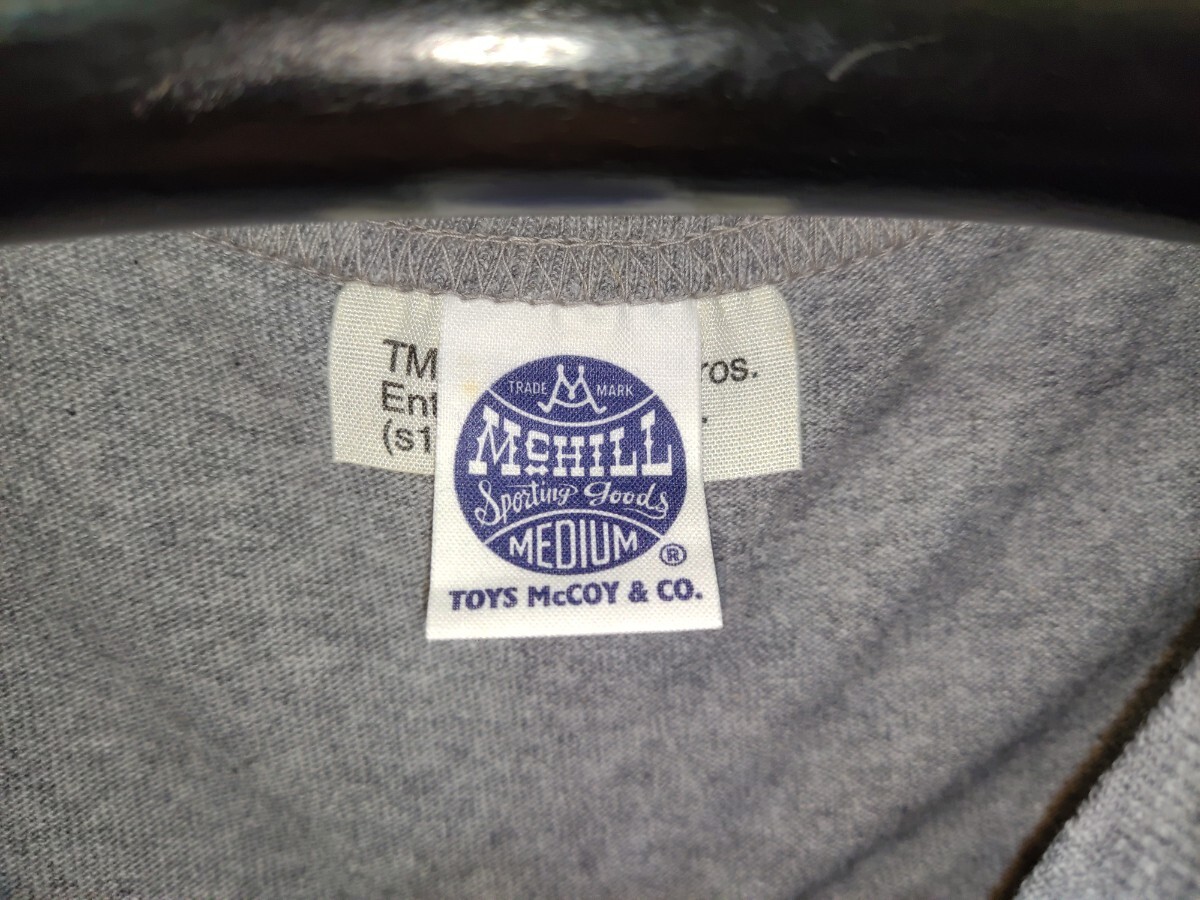 TM
ros.
Ent
(s1
TRADE M MARK
McHILL
Sporting Goods
MEDIUM
®
TOYS McCOY & CO.